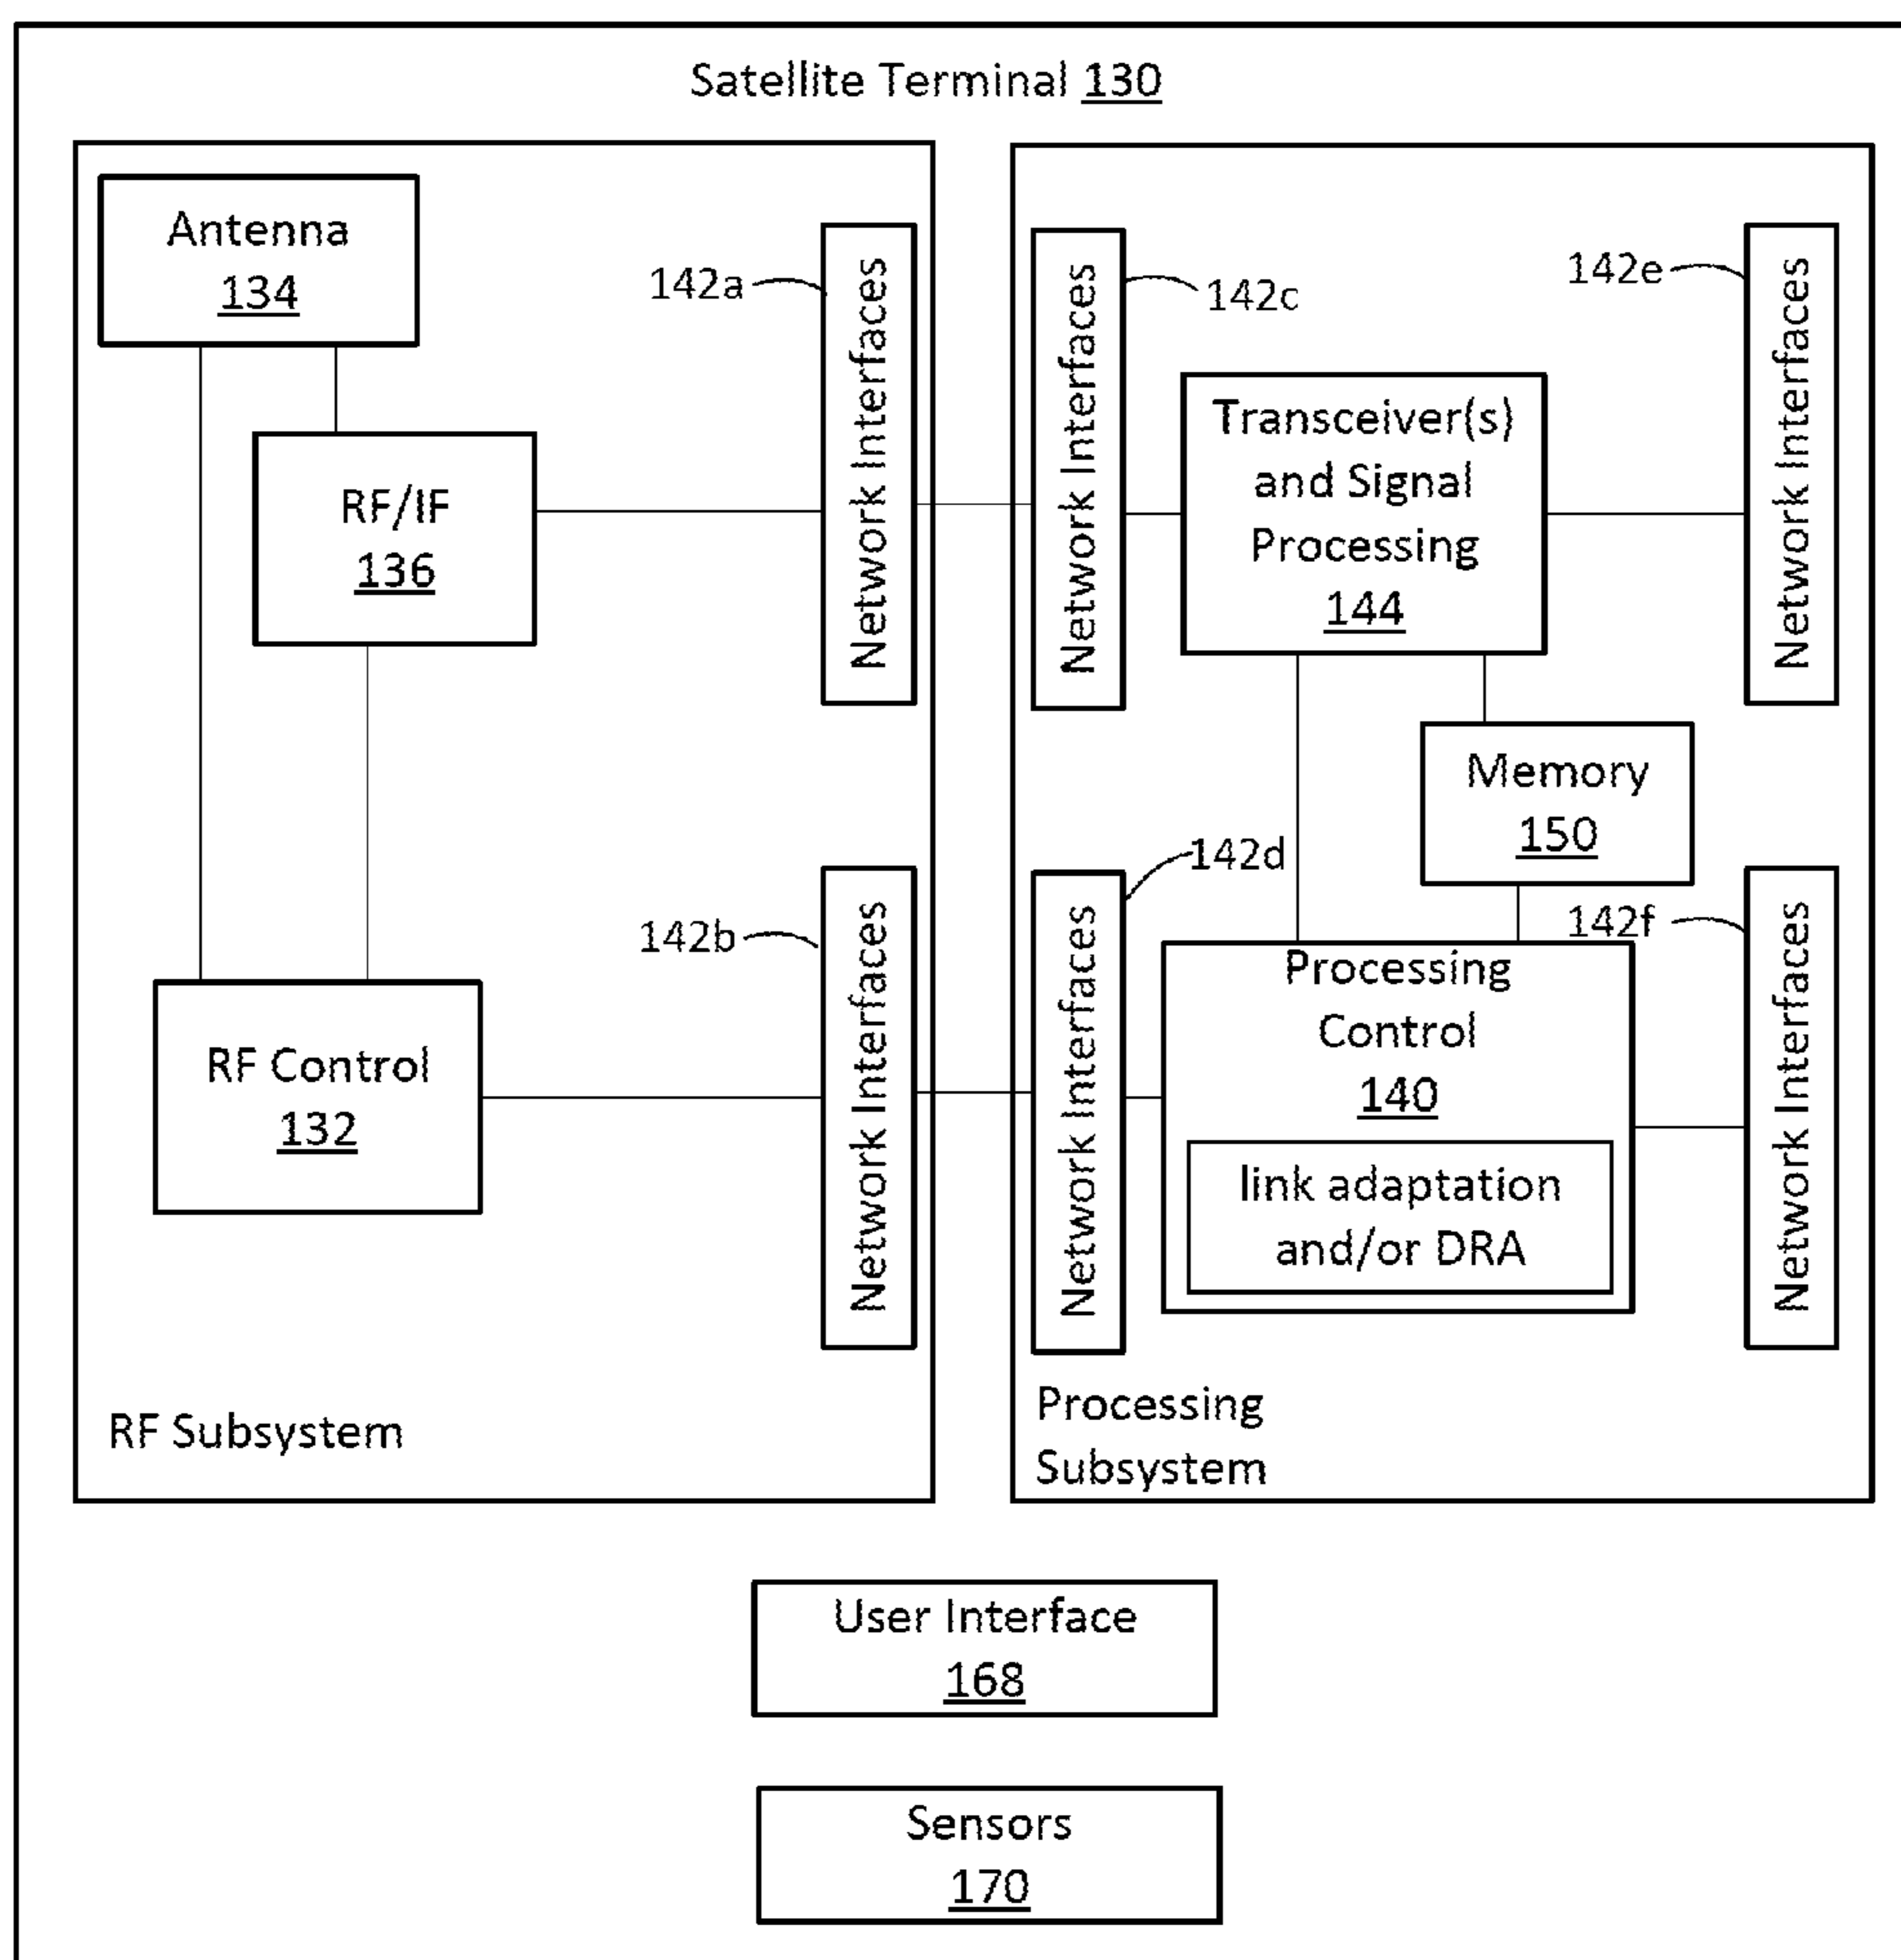 Satellite Terminal 130
Antenna
134
RF/IF
136
RF Control
132
142a
Network Interfaces
142b
Network Interfaces
RF Subsystem
Network Interfaces
142c
Network Interfaces
142d
Transceiver(s)
and Signal
Processing
144
Memory
150
Processing
Control
140
link adaptation
and/or DRA
142e
Network Interfaces
142f
Network Interfaces
Processing
Subsystem
User Interface
168
Sensors
170